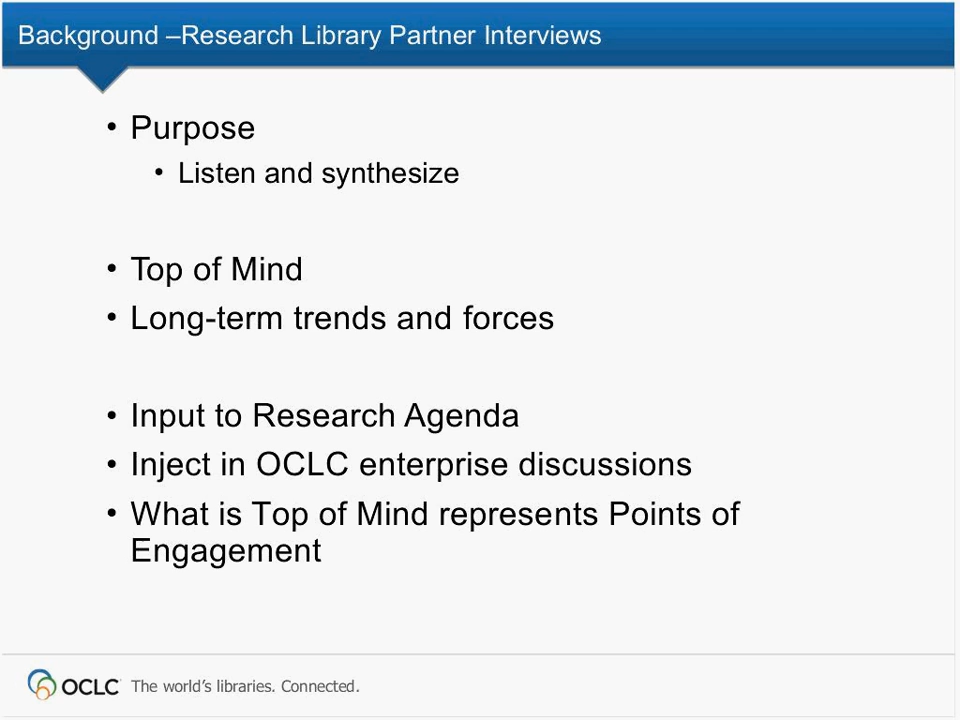 Background –Research Library Partner Interviews
• Purpose
• Listen and synthesize
• Top of Mind
• Long-term trends and forces
• Input to Research Agenda
• Inject in OCLC enterprise discussions
• What is Top of Mind represents Points of
Engagement
OCLC The world's libraries. Connected.